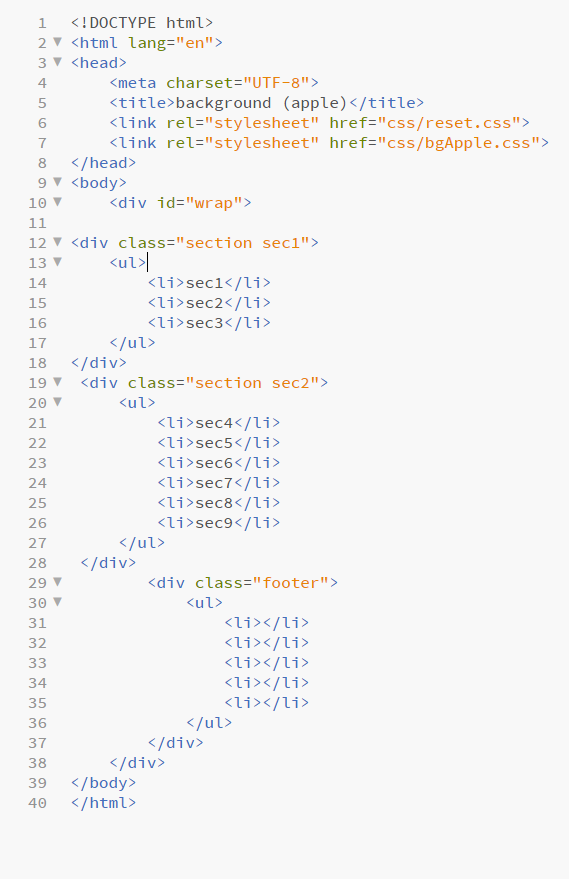 1 <!DOCTYPE html>
2 ▼ <html lang="en">
3 ▼ <head>
4     <meta charset="UTF-8">
5     <title>background (apple)</title>
6     <link rel="stylesheet" href="css/reset.css">
7     <link rel="stylesheet" href="css/bgApple.css">
8 </head>
9 ▼ <body>
10 ▼     <div id="wrap">
11
12 ▼ <div class="section sec1">
13 ▼     <ul>
14         <li>sec1</li>
15         <li>sec2</li>
16         <li>sec3</li>
17     </ul>
18 </div>
19 ▼  <div class="section sec2">
20 ▼      <ul>
21          <li>sec4</li>
22          <li>sec5</li>
23          <li>sec6</li>
24          <li>sec7</li>
25          <li>sec8</li>
26          <li>sec9</li>
27      </ul>
28  </div>
29 ▼         <div class="footer">
30 ▼             <ul>
31                 <li></li>
32                 <li></li>
33                 <li></li>
34                 <li></li>
35                 <li></li>
36             </ul>
37         </div>
38     </div>
39 </body>
40 </html>